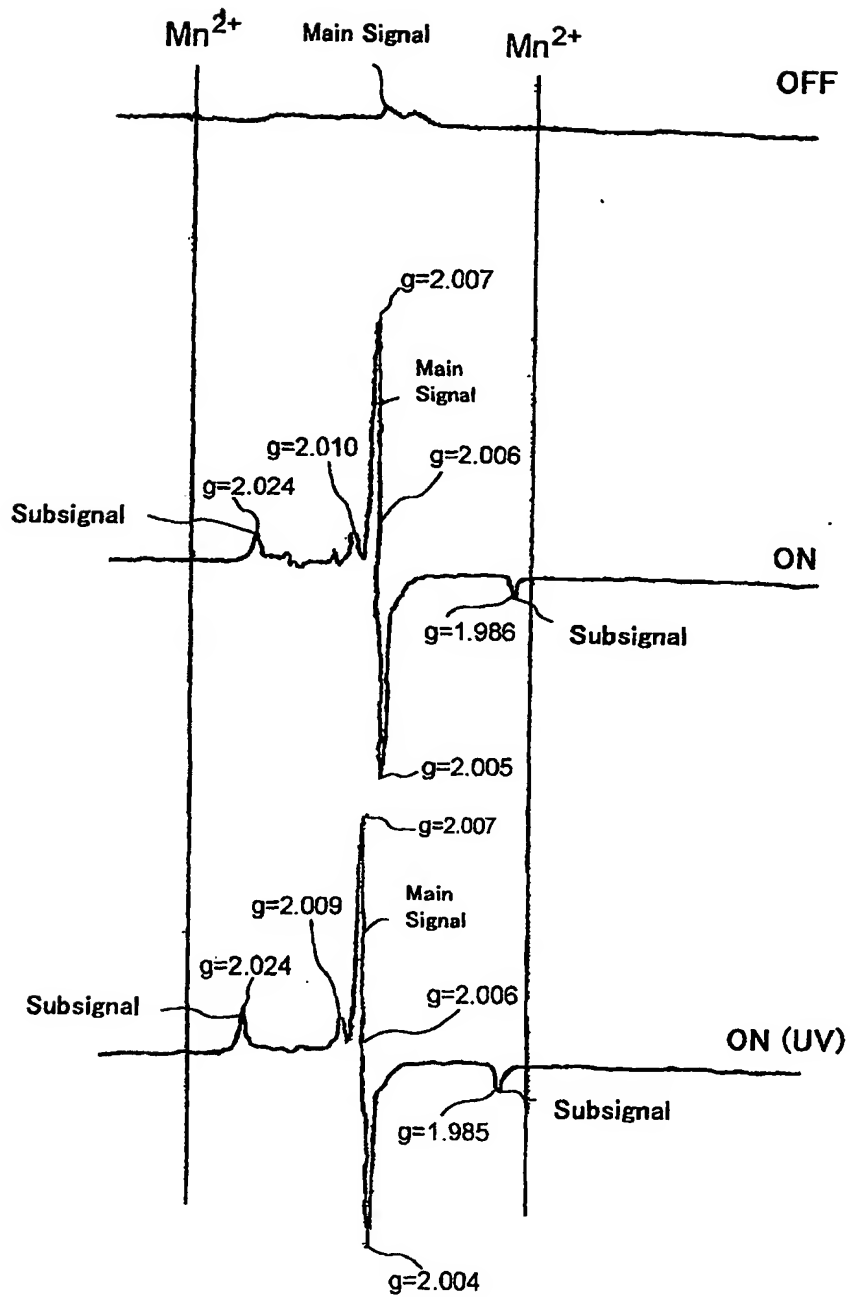 Mn2+
Main Signal
Mn2+
OFF
g=2.007
Main
Signal
g=2.010
g=2.006
g=2.024
Subsignal
ON
g=1.986
Subsignal
g=2.005
g=2.007
Main
Signal
g=2.009
g=2.024
g=2.006
Subsignal
ON (UV)
g=1.985
Subsignal
g=2.004